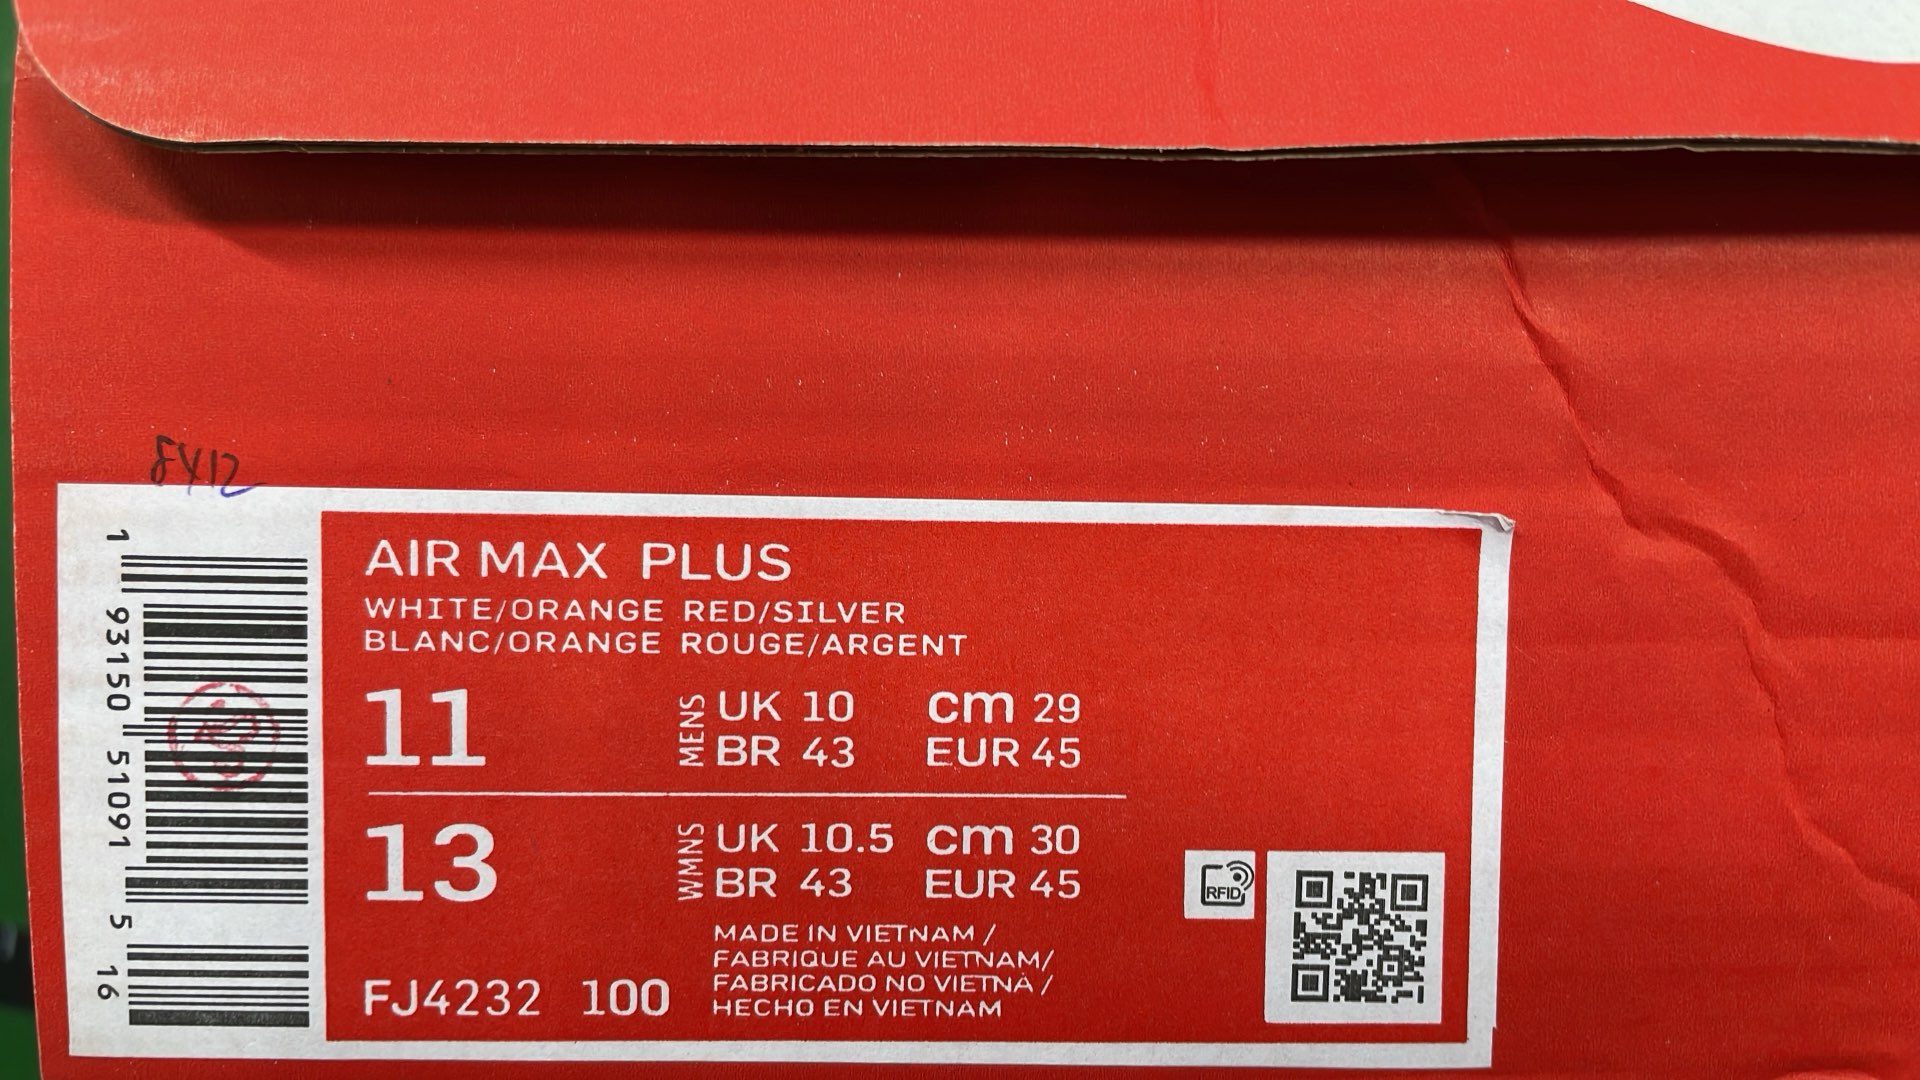 AIR MAX PLUS
WHITE/ORANGE RED/SILVER
BLANC/ORANGE ROUGE/ARGENT
11 MENS UK 10 cm 29
BR 43 EUR 45
13 WMNS UK 10.5 cm 30
BR 43 EUR 45
MADE IN VIETNAM /
FABRIQUE AU VIETNAM/
FABRICADO NO VIETNÃ /
HECHO EN VIETNAM
FJ4232 100
RFID
1 93150 51091 5 16